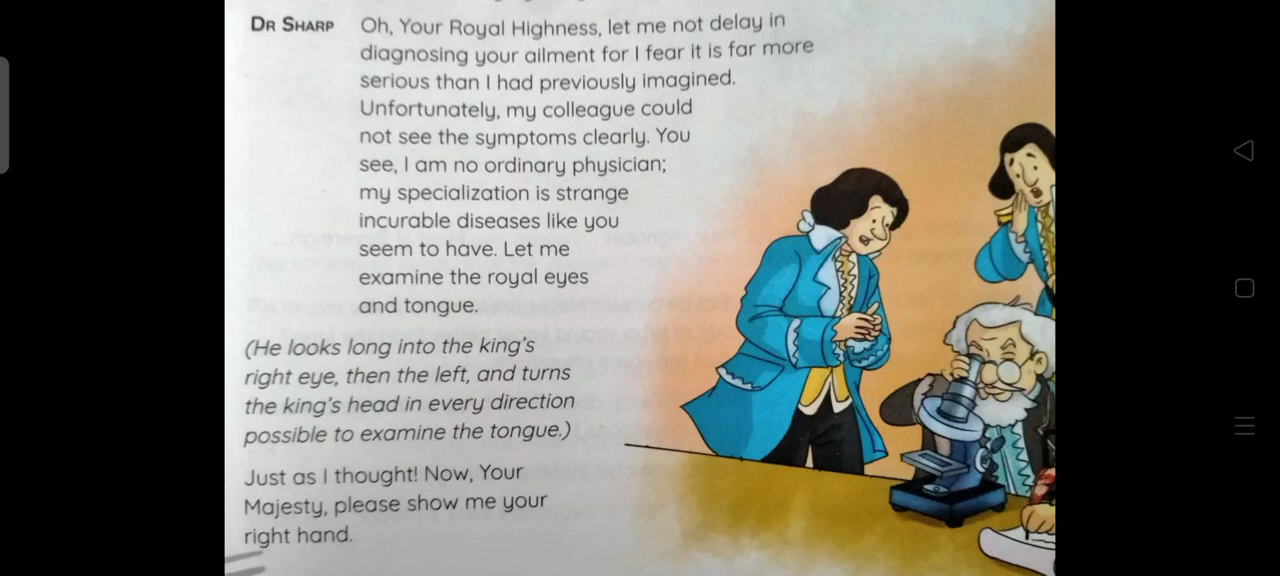 DR SHARP Oh, Your Royal Highness, let me not delay in
diagnosing your ailment for I fear it is far more
serious than I had previously imagined.
Unfortunately, my colleague could
not see the symptoms clearly. You
see, I am no ordinary physician;
my specialization is strange
incurable diseases like you
seem to have. Let me
examine the royal eyes
and tongue.
(He looks long into the king's
right eye, then the left, and turns
the king's head in every direction
possible to examine the tongue.)
Just as I thought! Now, Your
Majesty, please show me your
right hand.